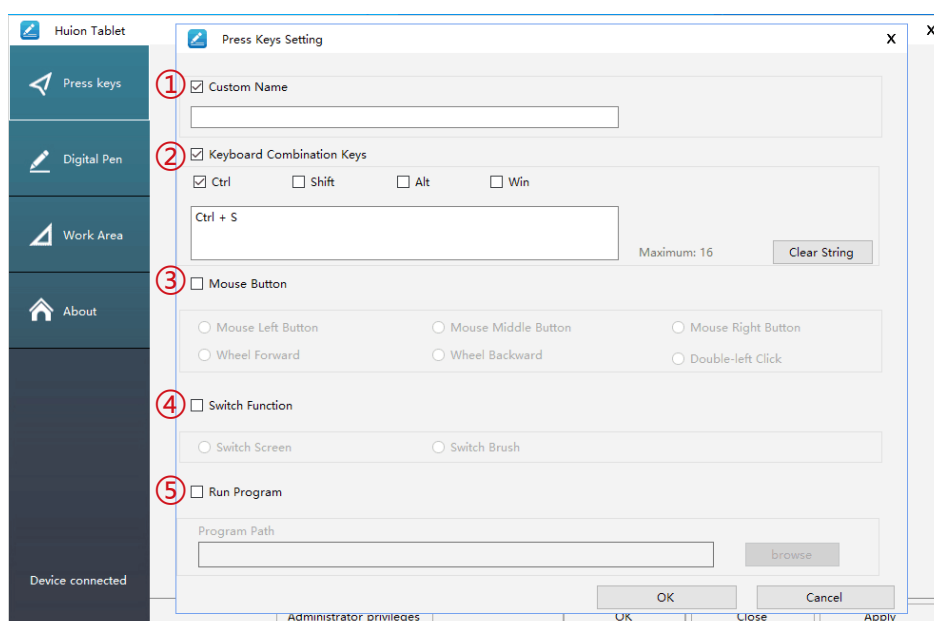 Huion Tablet
Press Keys Setting
X
X
Press keys
Digital Pen
Work Area
About
Device connected
① Custom Name
② Keyboard Combination Keys
Ctrl Shift Alt Win
Ctrl + S
Maximum: 16 Clear String
③ Mouse Button
Mouse Left Button Mouse Middle Button Mouse Right Button
Wheel Forward Wheel Backward Double-left Click
④ Switch Function
Switch Screen Switch Brush
⑤ Run Program
Program Path
browse
OK Cancel
Administrator privileges OK Close Apply